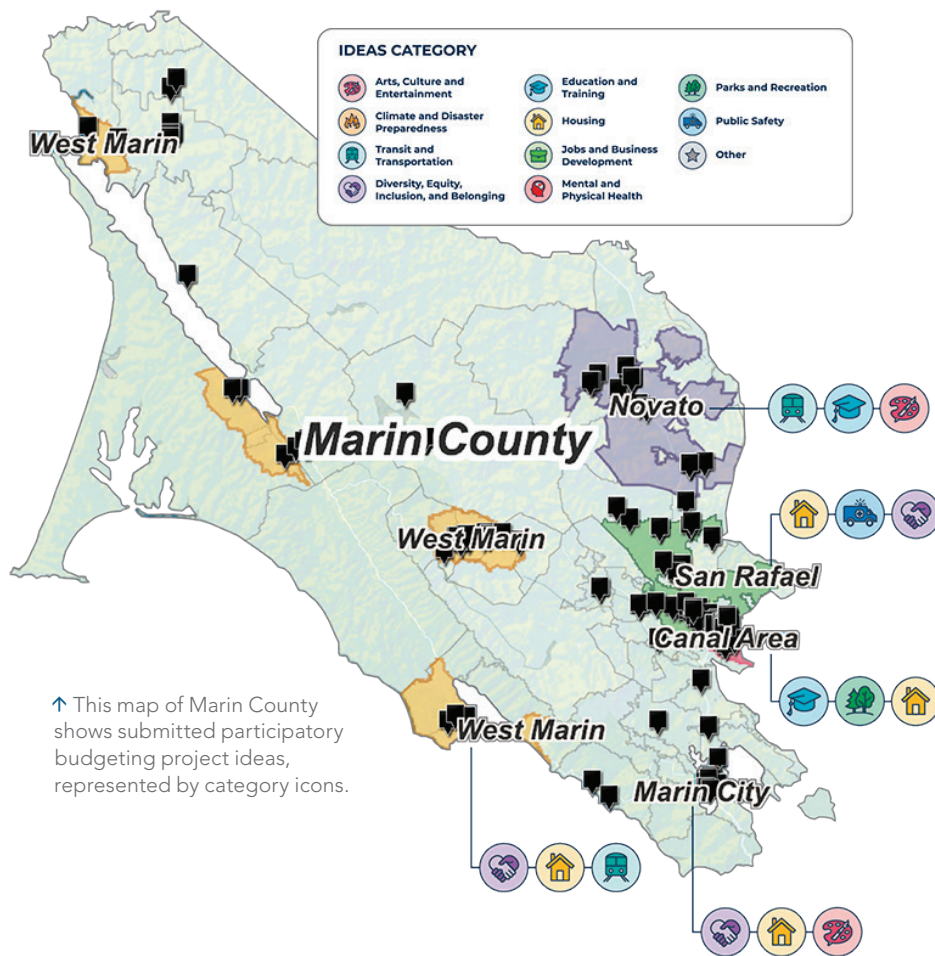 IDEAS CATEGORY
Arts, Culture and
Entertainment
Climate and Disaster
Preparedness
Transit and
Transportation
Diversity, Equity,
Inclusion, and Belonging
Education and
Training
Housing
Jobs and Business
Development
Mental and
Physical Health
Parks and Recreation
Public Safety
Other
West Marin
Novato
Marin County
West Marin
San Rafael
Canal Area
West Marin
Marin City
↑ This map of Marin County
shows submitted participatory
budgeting project ideas,
represented by category icons.